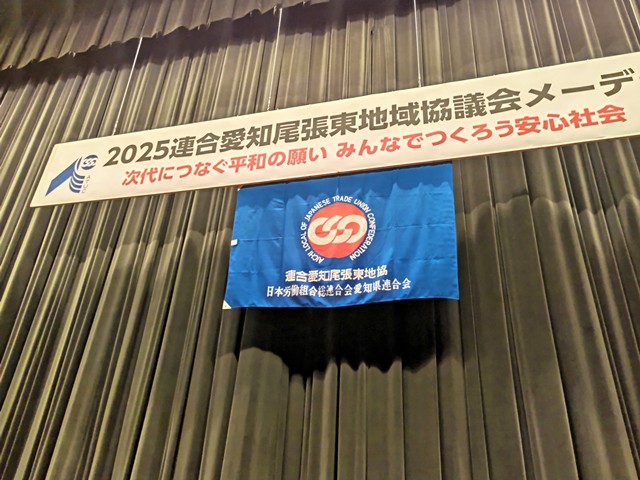 2025連合愛知尾張東地域協議会メーデ
次代につなぐ平和の願い みんなでつくろう安心社会
AICHI LOCAL OF JAPANESE TRADE UNION CONFEDERATION
連合愛知尾張東地協
日本労働組合総連合会愛知県連合会